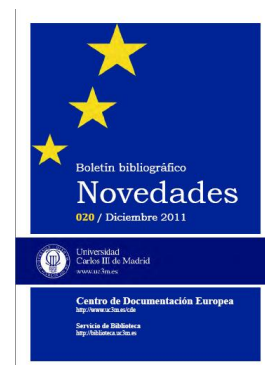 Boletín bibliográfico
Novedades
020 / Diciembre 2011
Universidad
Carlos III de Madrid
www.uc3m.es
Centro de Documentación Europea
http://www.uc3m.es/cde
Servicio de Biblioteca
http://biblioteca.uc3m.es